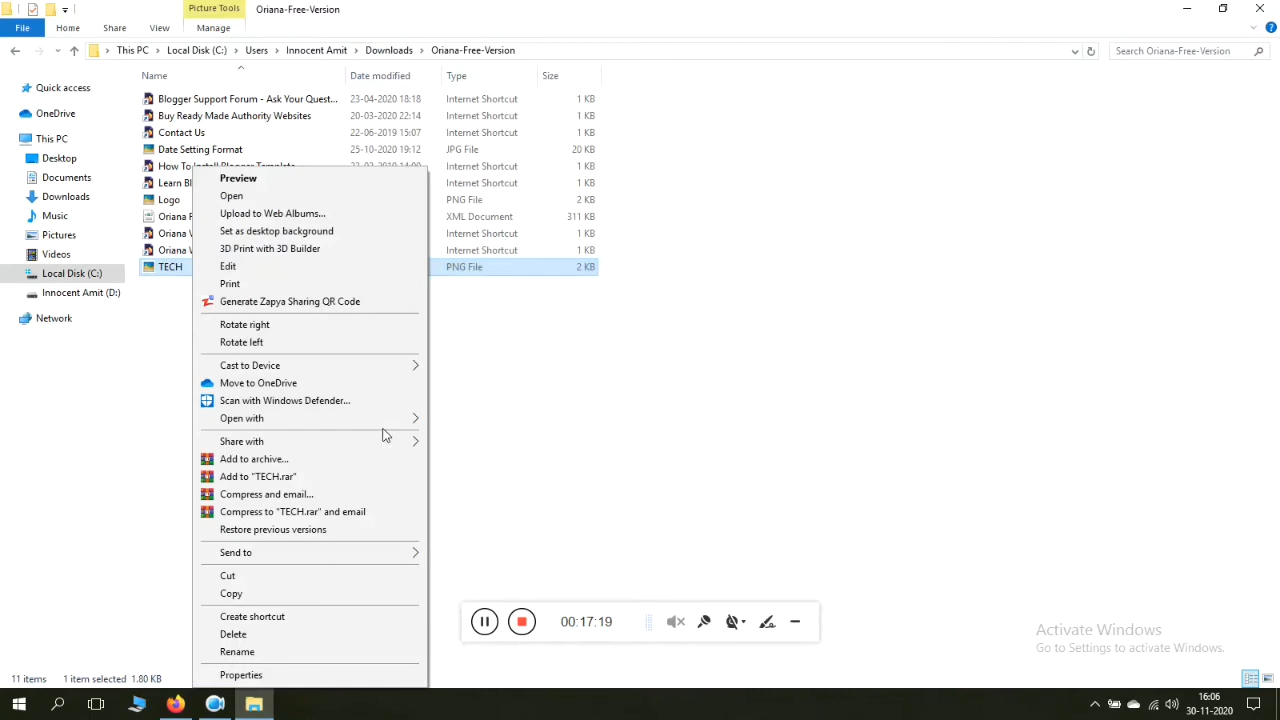 Picture Tools Oriana-Free-Version
File Home Share View Manage
This PC Local Disk (C:) Users Innocent Amit Downloads Oriana-Free-Version Search Oriana-Free-Version
Name Date modified Type Size
Quick access
OneDrive
This PC
Desktop
Documents
Downloads
Music
Pictures
Videos
Local Disk (C:)
Innocent Amit (D:)
Network
Blogger Support Forum - Ask Your Quest... 23-04-2020 18:18 Internet Shortcut 1 KB
Buy Ready Made Authority Websites 20-03-2020 22:14 Internet Shortcut 1 KB
Contact Us 22-06-2019 15:07 Internet Shortcut 1 KB
Date Setting Format 25-10-2020 19:12 JPG File 20 KB
How To Install Blogger Template Internet Shortcut 1 KB
Learn Bl Internet Shortcut 1 KB
Logo PNG File 2 KB
Oriana F XML Document 311 KB
Oriana W Internet Shortcut 1 KB
Oriana W Internet Shortcut 1 KB
TECH PNG File 2 KB
Preview
Open
Upload to Web Albums...
Set as desktop background
3D Print with 3D Builder
Edit
Print
Generate Zapya Sharing QR Code
Rotate right
Rotate left
Cast to Device
Move to OneDrive
Scan with Windows Defender...
Open with
Share with
Add to archive...
Add to "TECH.rar"
Compress and email...
Compress to "TECH.rar" and email
Restore previous versions
Send to
Cut
Copy
Create shortcut
Delete
Rename
Properties
00:17:19
Activate Windows
Go to Settings to activate Windows.
11 items 1 item selected 1.80 KB
16:06
30-11-2020